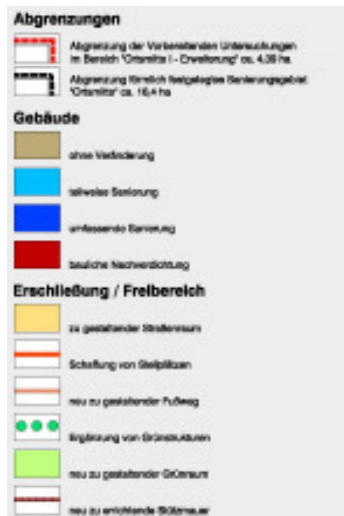 Abgrenzungen
Abgrenzung der Vorbereitenden Untersuchungen
im Bereich "Ortsmitte I - Erweiterung" ca. 4,39 ha
Abgrenzung förmlich festgelegtes Sanierungsgebiet
"Ortsmitte" ca. 16,4 ha
Gebäude
ohne Veränderung
teilweise Sanierung
umfassende Sanierung
bauliche Nachverdichtung
Erschließung / Freibereich
zu gestaltender Straßenraum
Schaffung von Stellplätzen
neu zu gestaltender Fußweg
Ergänzung von Grünstrukturen
neu zu gestaltender Grünraum
neu zu errichtende Stützmauer